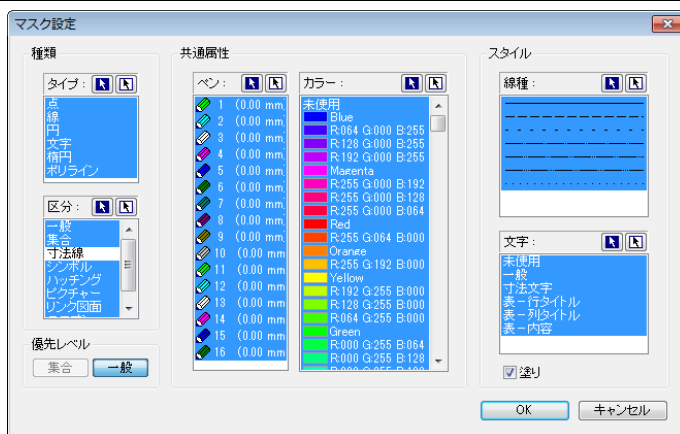 マスク設定
種類
タイプ:
点
線
円
文字
楕円
ポリライン
区分:
一般
集合
寸法線
シンボル
ハッチング
ピクチャー
リンク図面
優先レベル
集合
一般
共通属性
ペン:
1 (0.00 mm)
2 (0.00 mm)
3 (0.00 mm)
4 (0.00 mm)
5 (0.00 mm)
6 (0.00 mm)
7 (0.00 mm)
8 (0.00 mm)
9 (0.00 mm)
10 (0.00 mm
11 (0.00 mm
12 (0.00 mm
13 (0.00 mm
14 (0.00 mm
15 (0.00 mm
16 (0.00 mm
カラー:
未使用
Blue
R:064 G:000 B:255
R:128 G:000 B:255
R:192 G:000 B:255
Magenta
R:255 G:000 B:192
R:255 G:000 B:128
R:255 G:000 B:064
Red
R:255 G:064 B:000
Orange
R:255 G:192 B:000
Yellow
R:192 G:255 B:000
R:128 G:255 B:000
R:064 G:255 B:000
Green
R:000 G:255 B:064
R:000 G:255 B:128
スタイル
線種:
文字:
未使用
一般
寸法文字
表-行タイトル
表-列タイトル
表-内容
塗り
OK
キャンセル